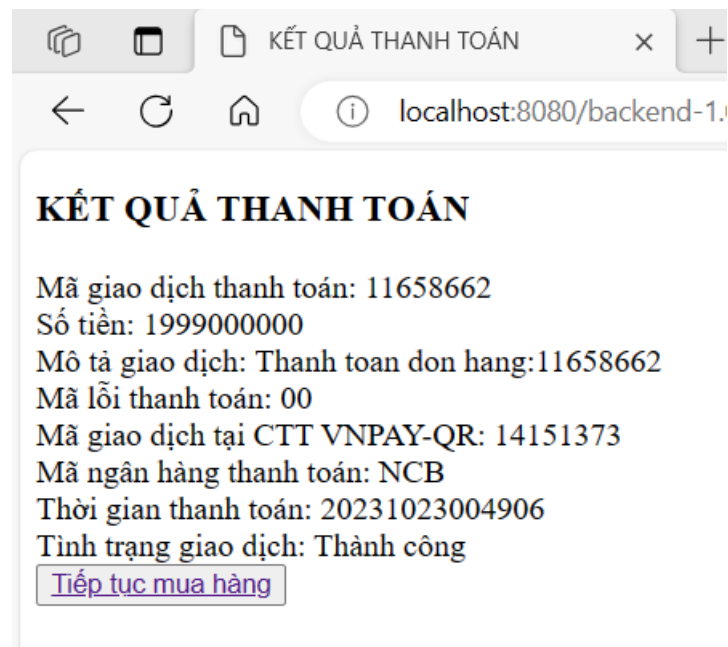 KẾT QUẢ THANH TOÁN
localhost:8080/backend-1.
KẾT QUẢ THANH TOÁN
Mã giao dịch thanh toán: 11658662
Số tiền: 1999000000
Mô tả giao dịch: Thanh toan don hang:11658662
Mã lỗi thanh toán: 00
Mã giao dịch tại CTT VNPAY-QR: 14151373
Mã ngân hàng thanh toán: NCB
Thời gian thanh toán: 20231023004906
Tình trạng giao dịch: Thành công
Tiếp tục mua hàng